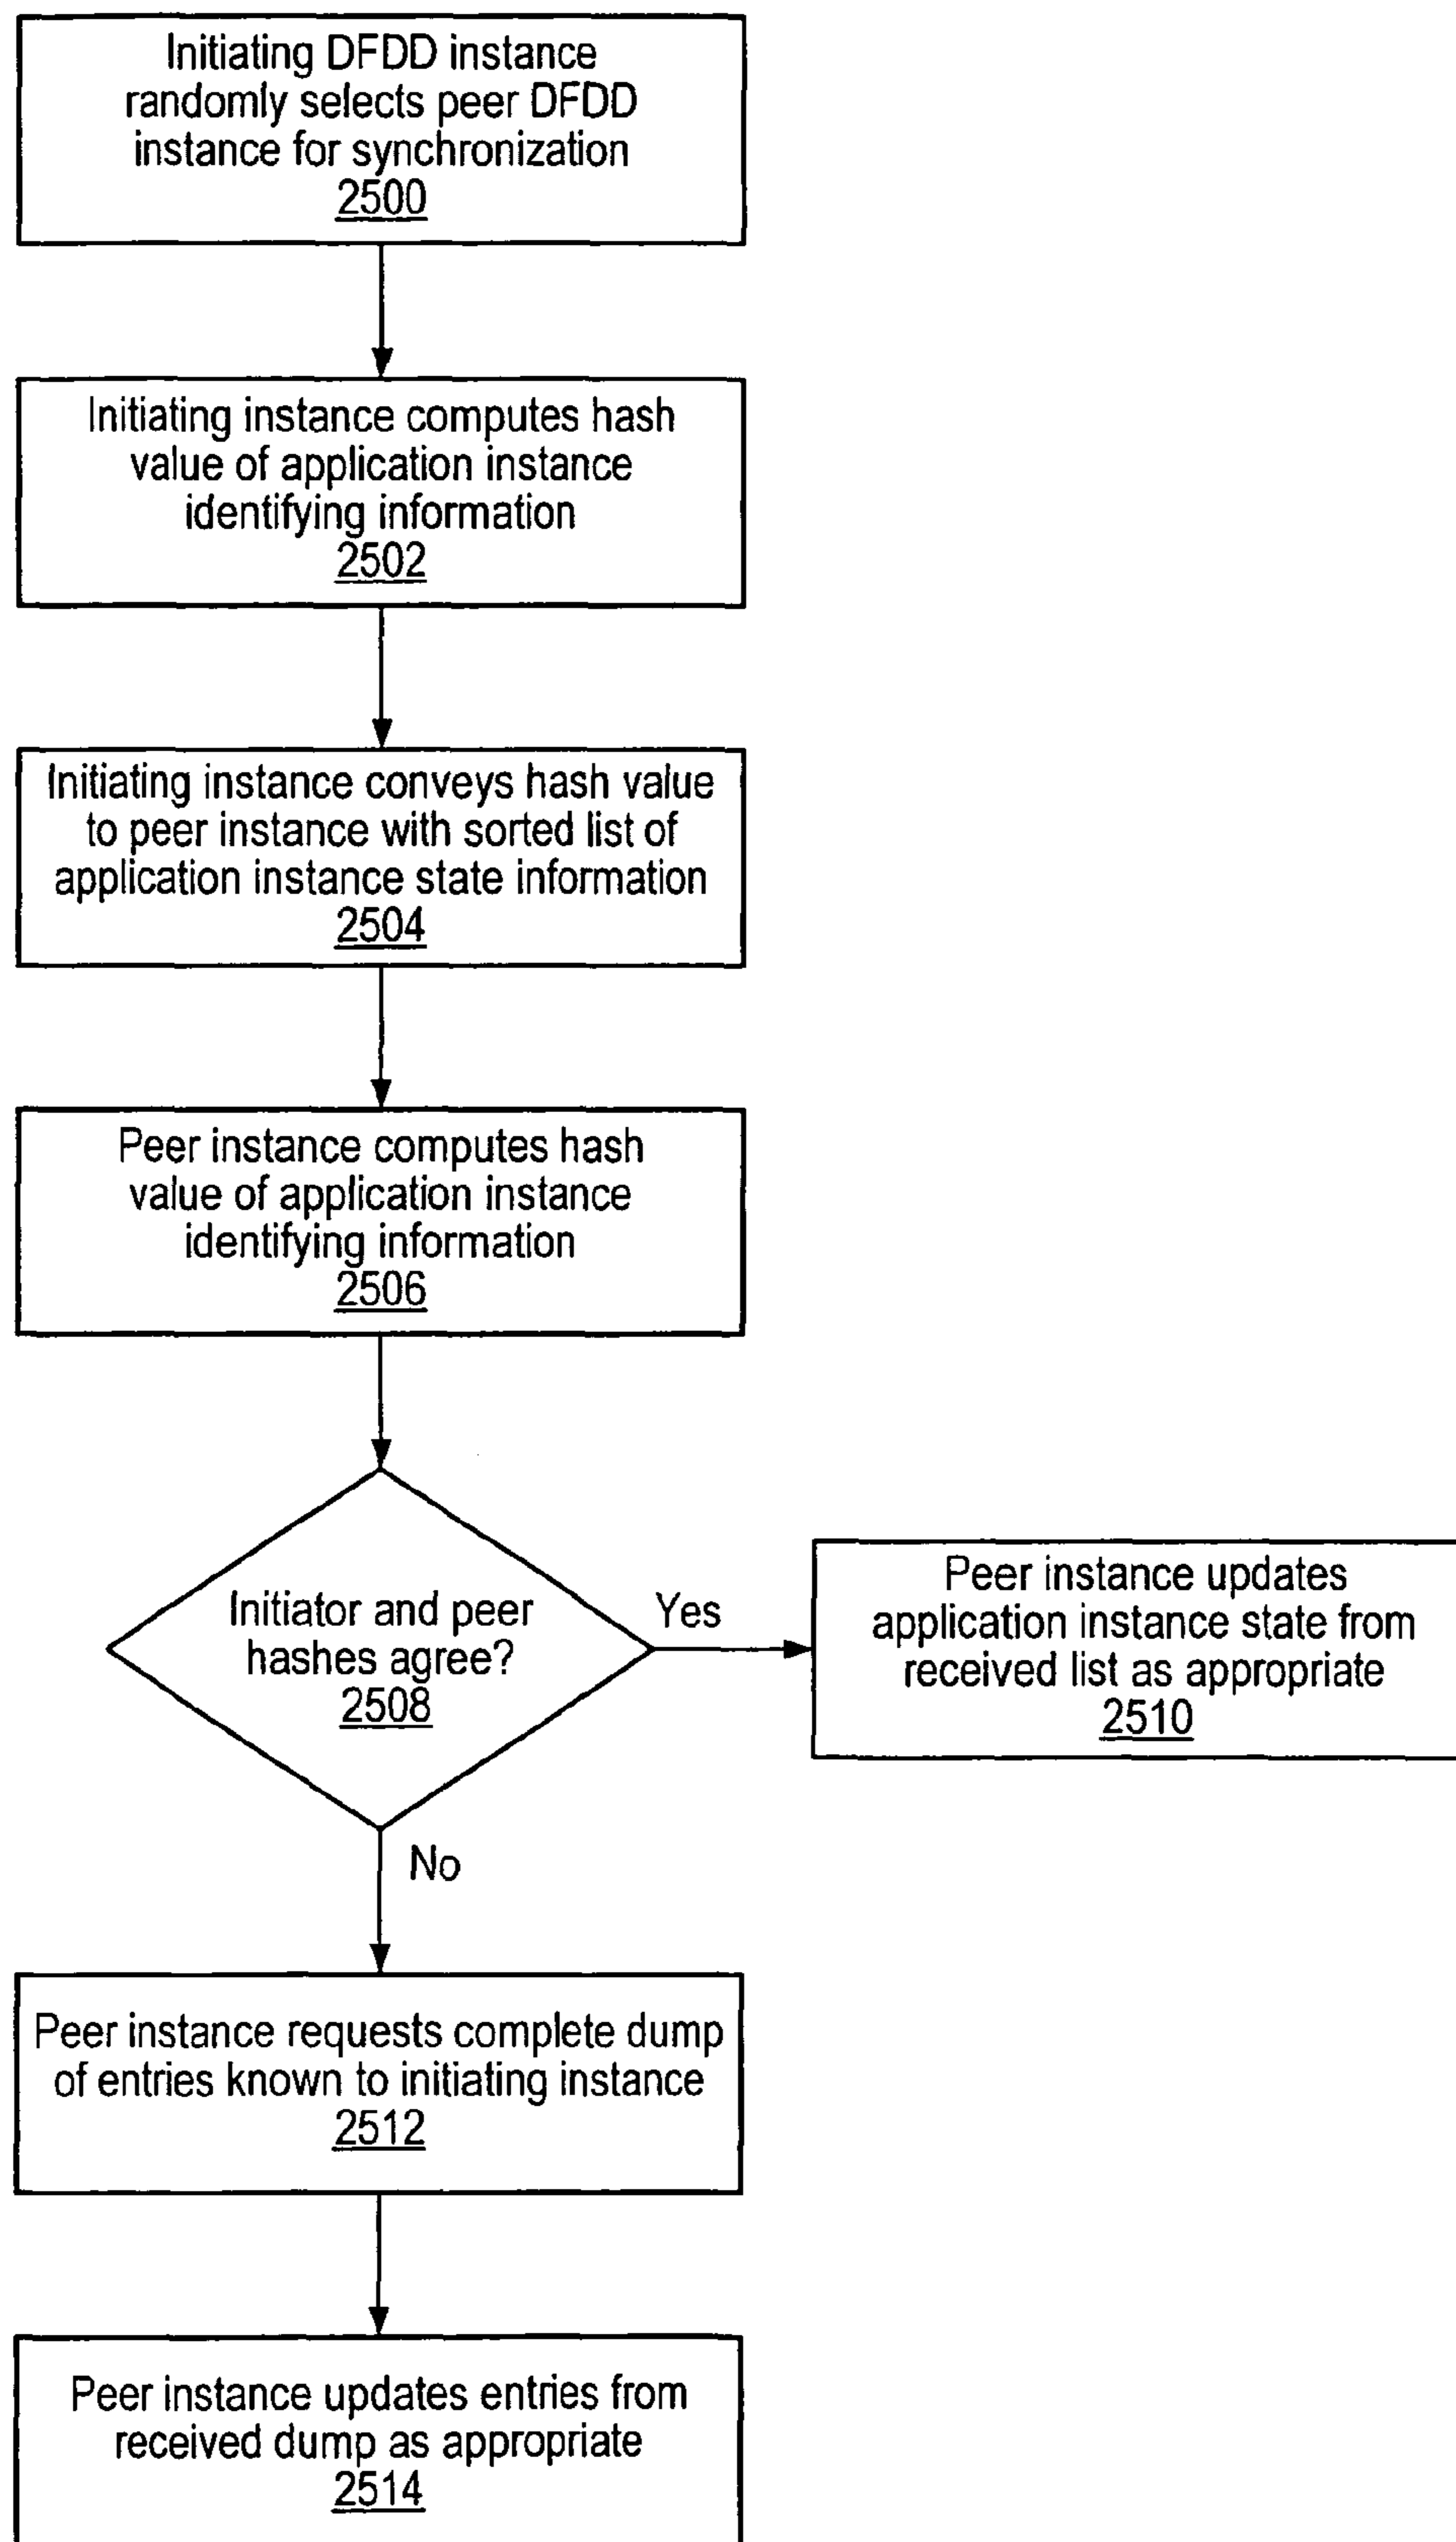 Initiating DFDD instance
randomly selects peer DFDD
instance for synchronization
2500
Initiating instance computes hash
value of application instance
identifying information
2502
Initiating instance conveys hash value
to peer instance with sorted list of
application instance state information
2504
Peer instance computes hash
value of application instance
identifying information
2506
Initiator and peer
hashes agree?
2508
Yes
Peer instance updates
application instance state from
received list as appropriate
2510
No
Peer instance requests complete dump
of entries known to initiating instance
2512
Peer instance updates entries from
received dump as appropriate
2514